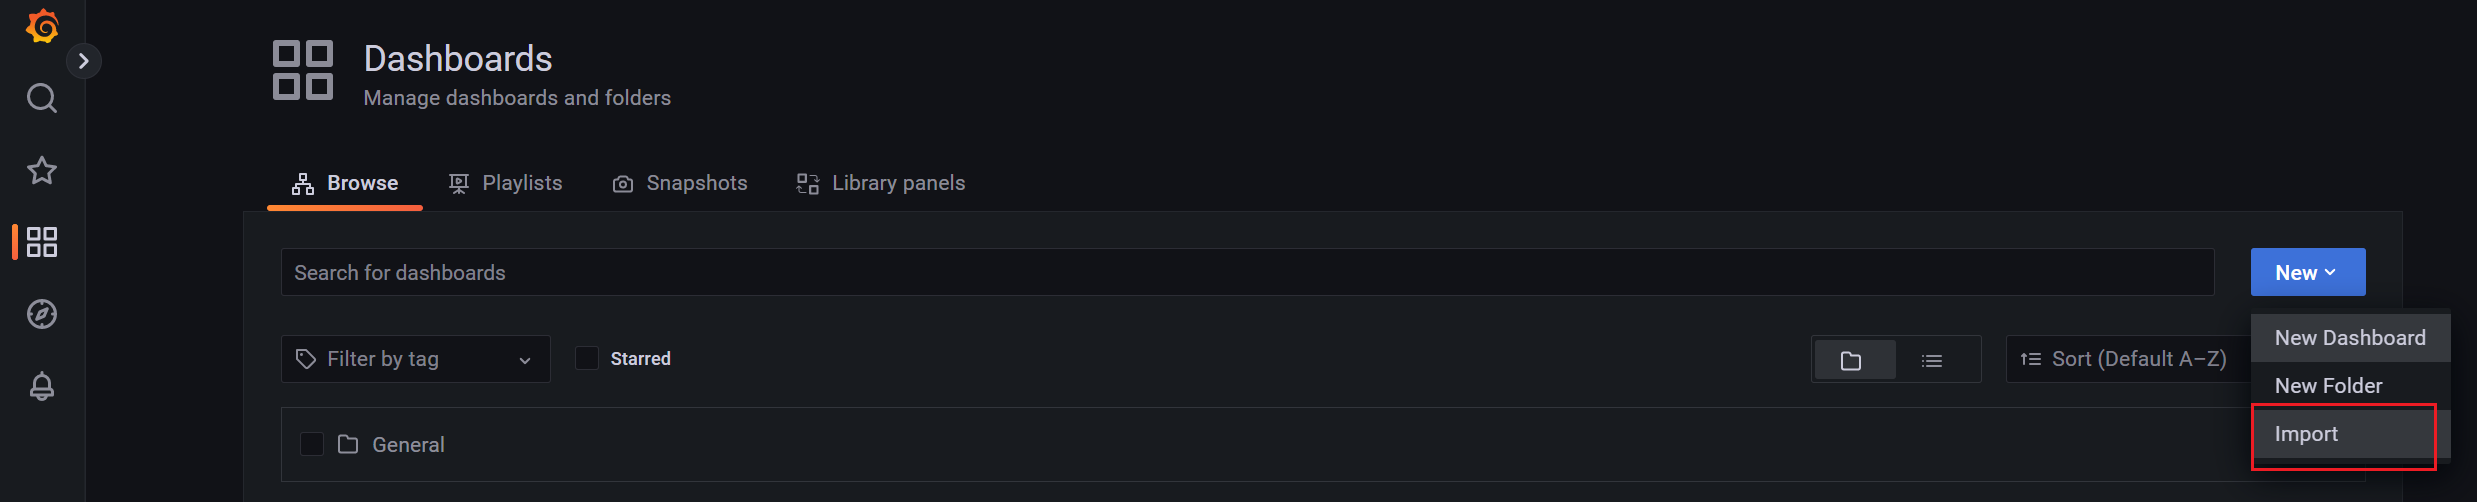 Dashboards
Manage dashboards and folders
Browse Playlists Snapshots Library panels
Search for dashboards New
New Dashboard
Filter by tag Starred Sort (Default A–Z)
New Folder
Import
General